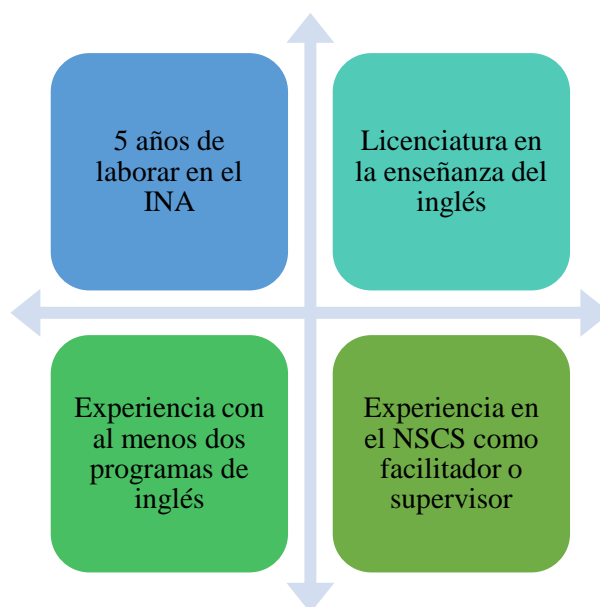 5 años de
laborar en el
INA
Licenciatura en
la enseñanza del
inglés
Experiencia con
al menos dos
programas de
inglés
Experiencia en
el NSCS como
facilitador o
supervisor